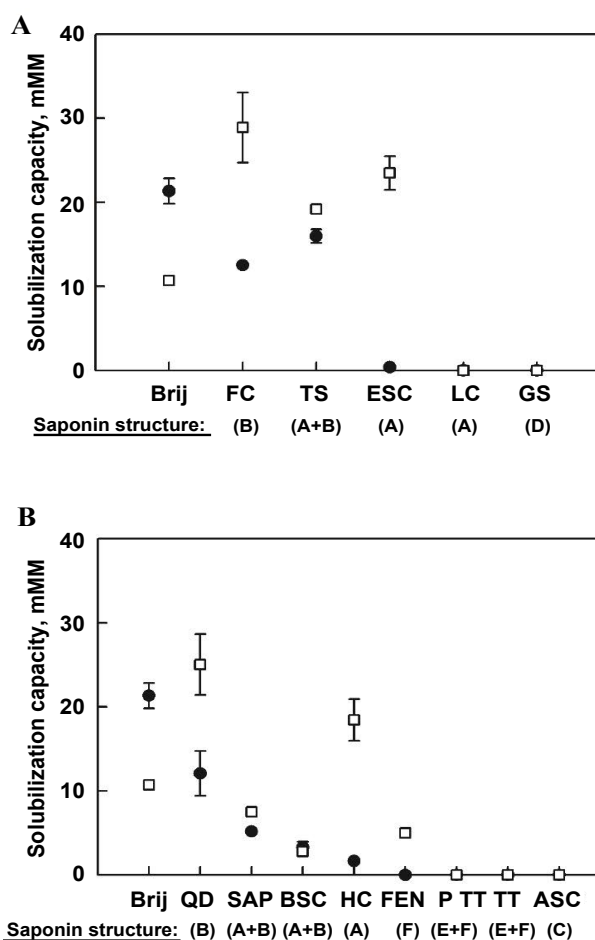 A
Solubilization capacity, mMM
40
30
20
10
0
Brij FC TS ESC LC GS
Saponin structure: (B) (A+B) (A) (A) (D)
B
Solubilization capacity, mMM
40
30
20
10
0
Brij QD SAP BSC HC FEN P TT TT ASC
Saponin structure: (B) (A+B) (A+B) (A) (F) (E+F) (E+F) (C)